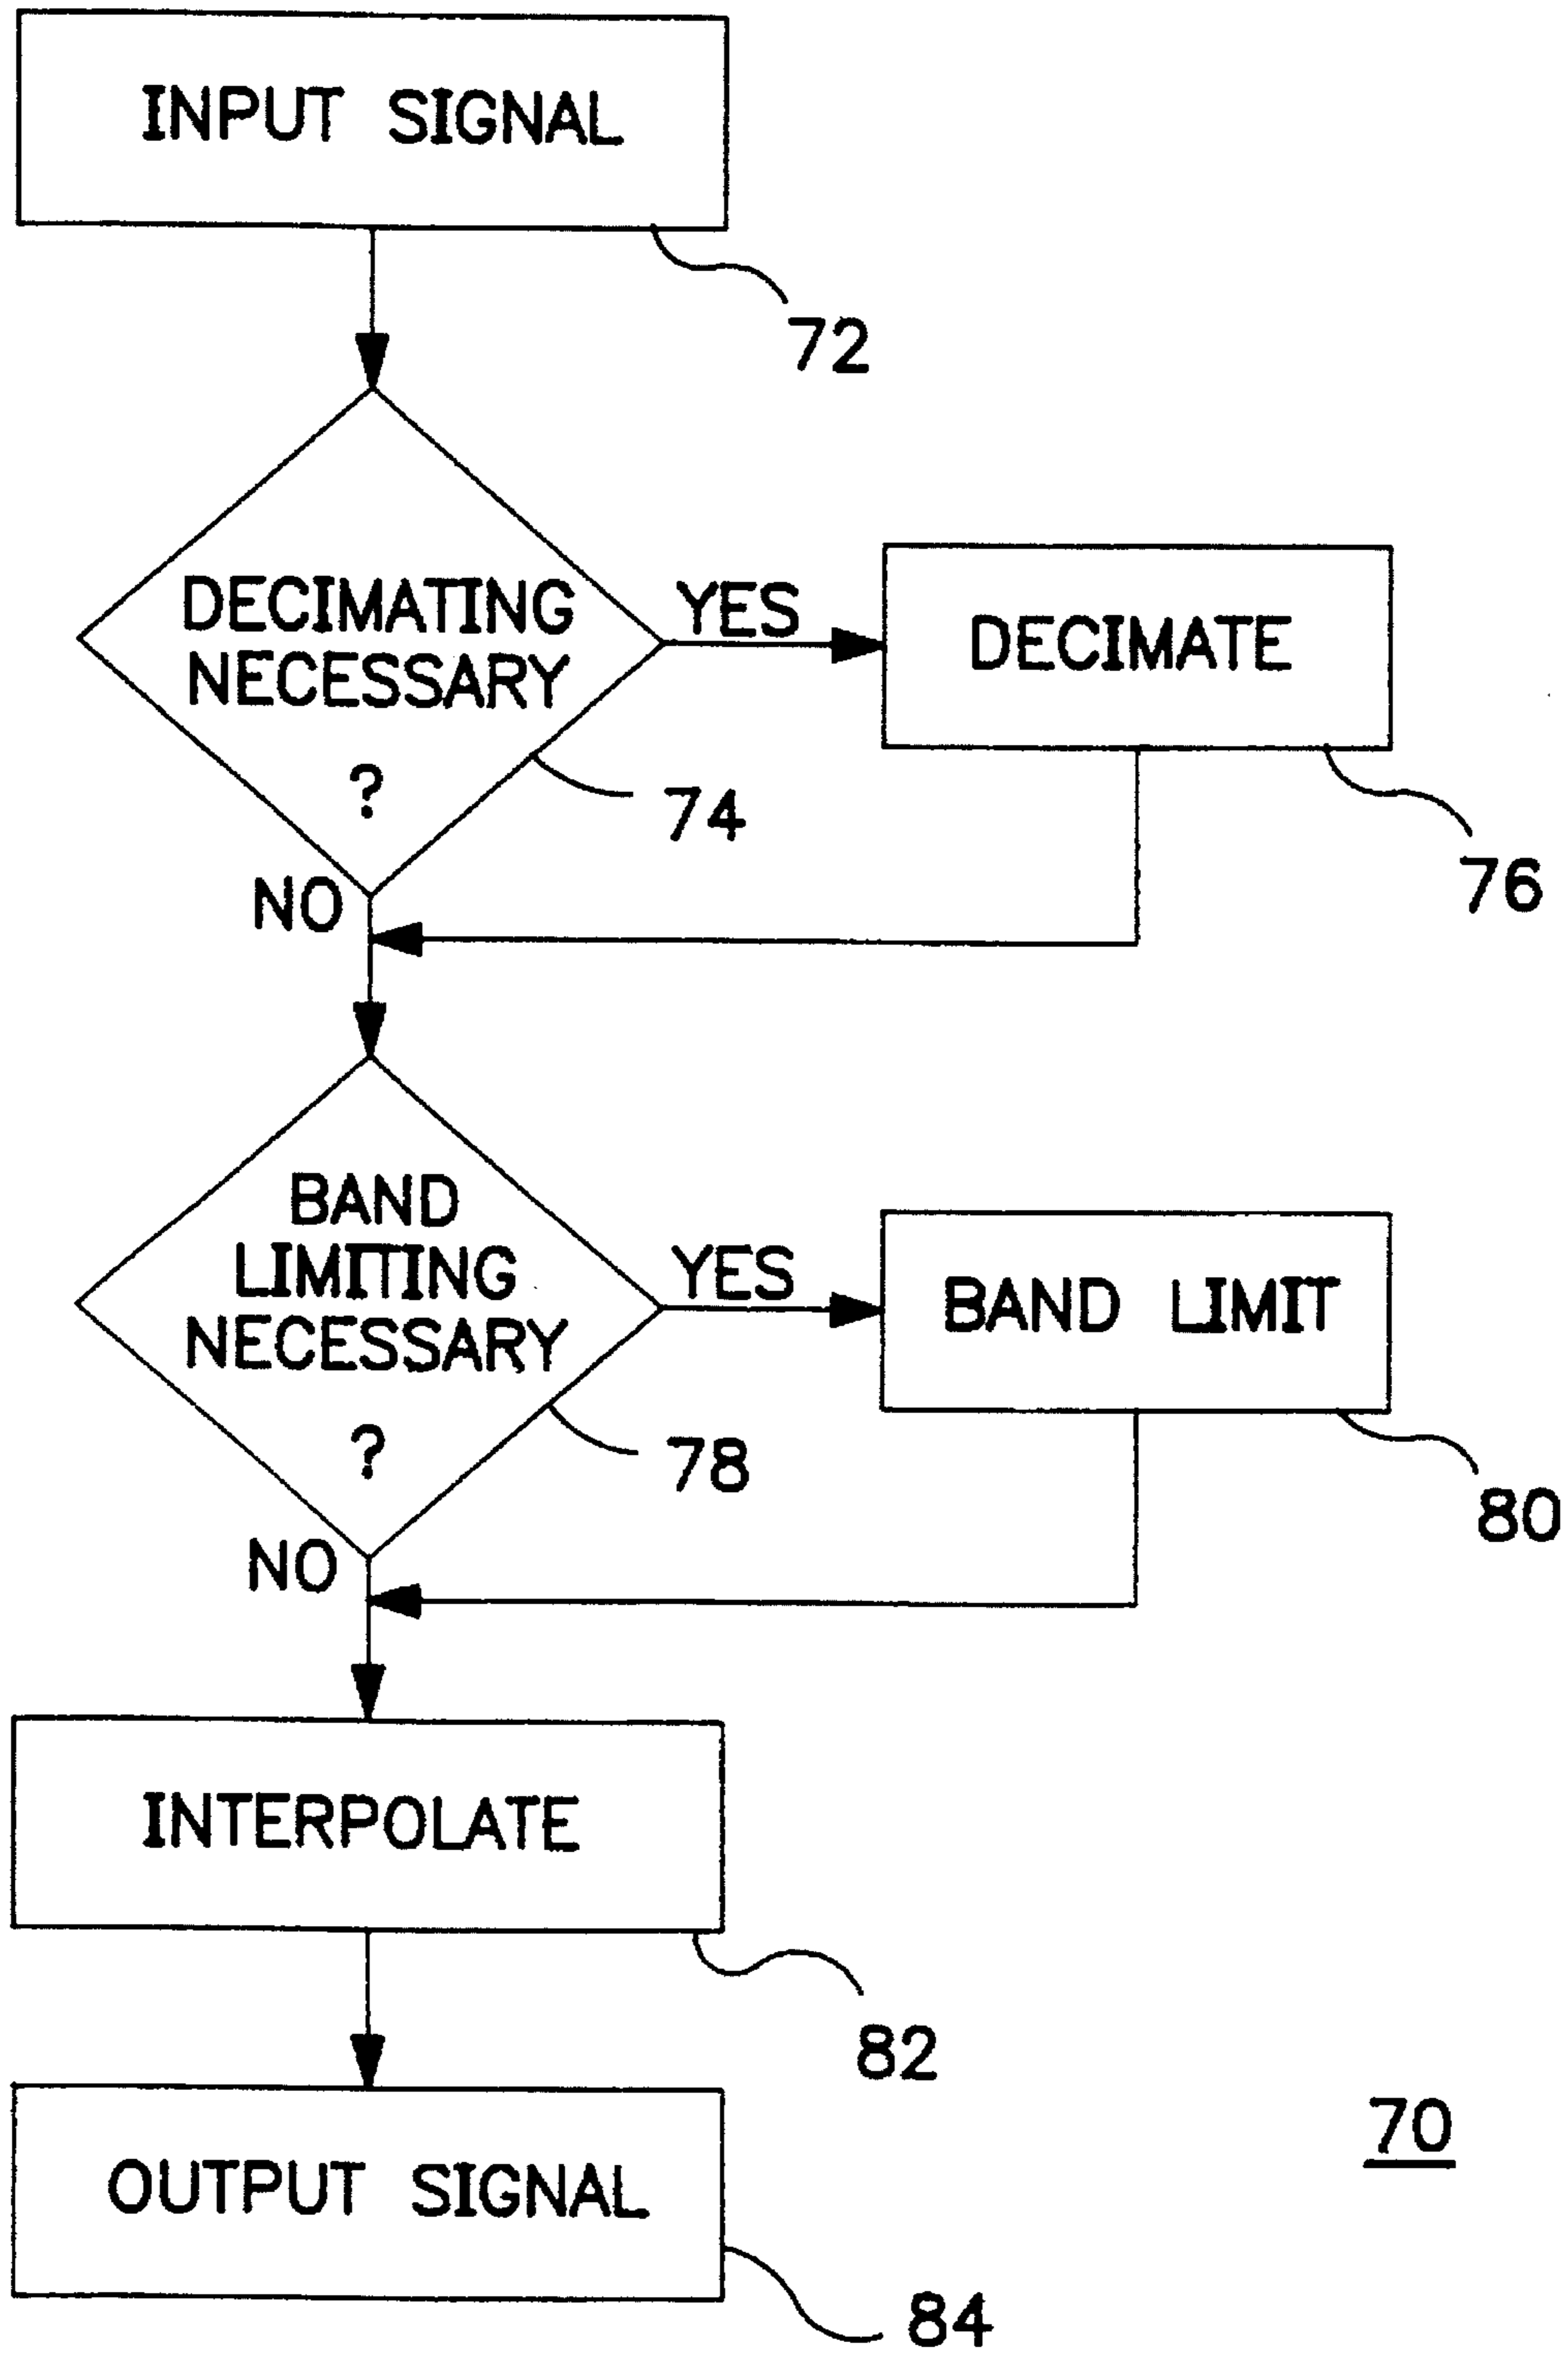 INPUT SIGNAL
72
DECIMATING
NECESSARY
?
74
YES
DECIMATE
76
NO
BAND
LIMITING
NECESSARY
?
78
YES
BAND LIMIT
80
NO
INTERPOLATE
82
OUTPUT SIGNAL
84
70